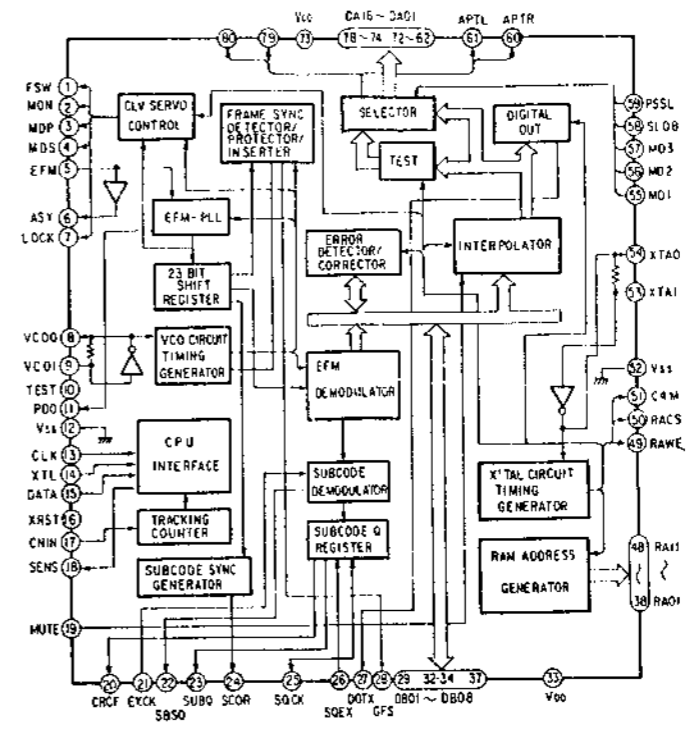 VDD DA16 ~ DA01 APTL APTR
80 79 73 78~74 72~62 61 60
FSW 1
MON 2
MDP 3
MDS 4
EFM 5
ASY 6
LOCK 7
VCOO 8
VCOI 9
TEST 10
PDO 11
Vss 12
CLK 13
XTL 14
DATA 15
XRST 16
CNIN 17
SENS 18
MUTE 19
CLV SERVO
CONTROL
FRAME SYNC
DETECTOR/
PROTECTOR/
INSERTER
SELECTOR
DIGITAL
OUT
TEST
EFM-PLL
ERROR
DETECTOR/
CORRECTOR
INTERPOLATOR
23 BIT
SHIFT
REGISTER
VCO CIRCUIT
TIMING
GENERATOR
EFM
DEMODULATOR
CPU
INTERFACE
SUBCODE
DEMODULATOR
X'TAL CIRCUIT
TIMING
GENERATOR
TRACKING
COUNTER
SUBCODE Q
REGISTER
SUBCODE SYNC
GENERATOR
RAM ADDRESS
GENERATOR
59 PSSL
58 SLOB
57 MD3
56 MD2
55 MD1
54 XTAO
53 XTAI
52 Vss
51 C4M
50 RACS
49 RAWE
48 RA11
38 RA01
20 21 22 23 24 25 26 27 28 29 32·34 37 33
CRCF EXCK SBSO SUBQ SCOR SQCK SQEX DOTX GFS DB01 ~ DB08 VDD